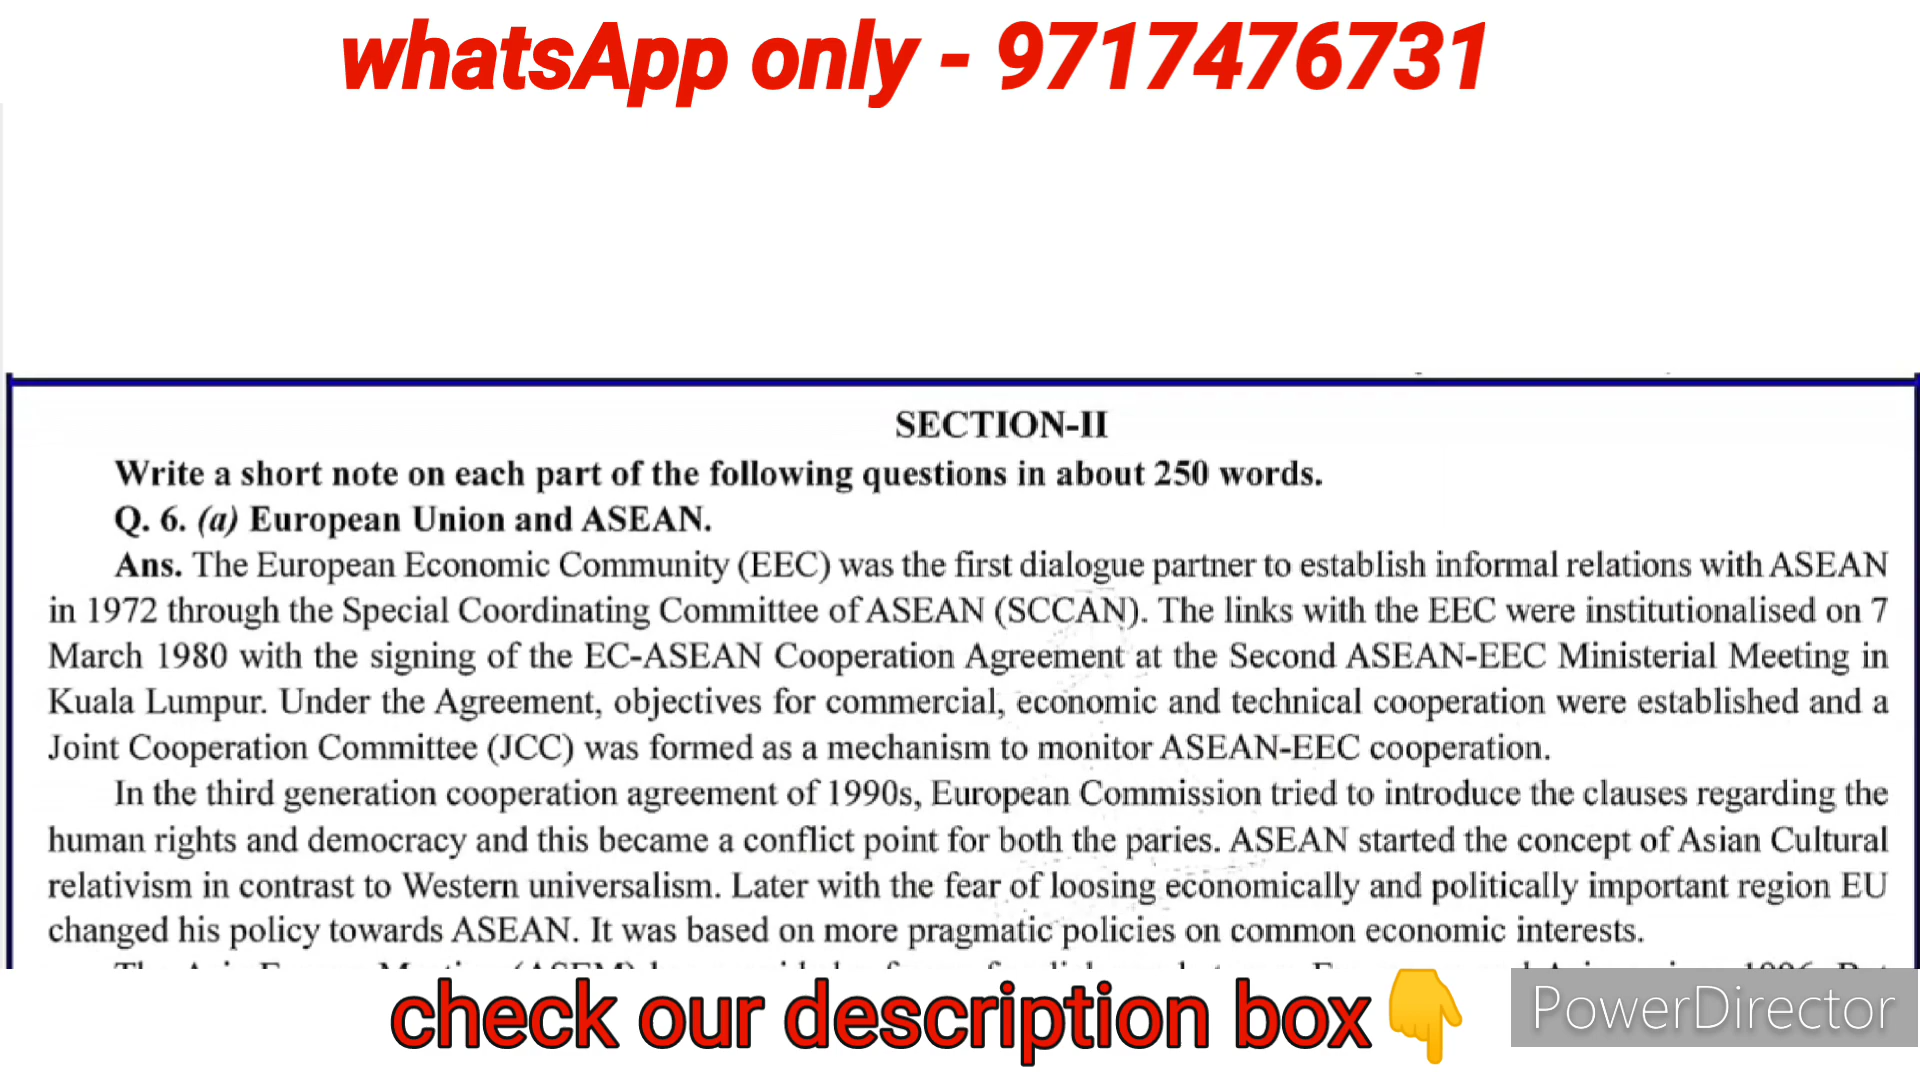 whatsApp only - 9717476731
SECTION-II
Write a short note on each part of the following questions in about 250 words.
Q. 6. (a) European Union and ASEAN.
Ans. The European Economic Community (EEC) was the first dialogue partner to establish informal relations with ASEAN
in 1972 through the Special Coordinating Committee of ASEAN (SCCAN). The links with the EEC were institutionalised on 7
March 1980 with the signing of the EC-ASEAN Cooperation Agreement at the Second ASEAN-EEC Ministerial Meeting in
Kuala Lumpur. Under the Agreement, objectives for commercial, economic and technical cooperation were established and a
Joint Cooperation Committee (JCC) was formed as a mechanism to monitor ASEAN-EEC cooperation.
In the third generation cooperation agreement of 1990s, European Commission tried to introduce the clauses regarding the
human rights and democracy and this became a conflict point for both the paries. ASEAN started the concept of Asian Cultural
relativism in contrast to Western universalism. Later with the fear of loosing economically and politically important region EU
changed his policy towards ASEAN. It was based on more pragmatic policies on common economic interests.
check our description box👇
PowerDirector